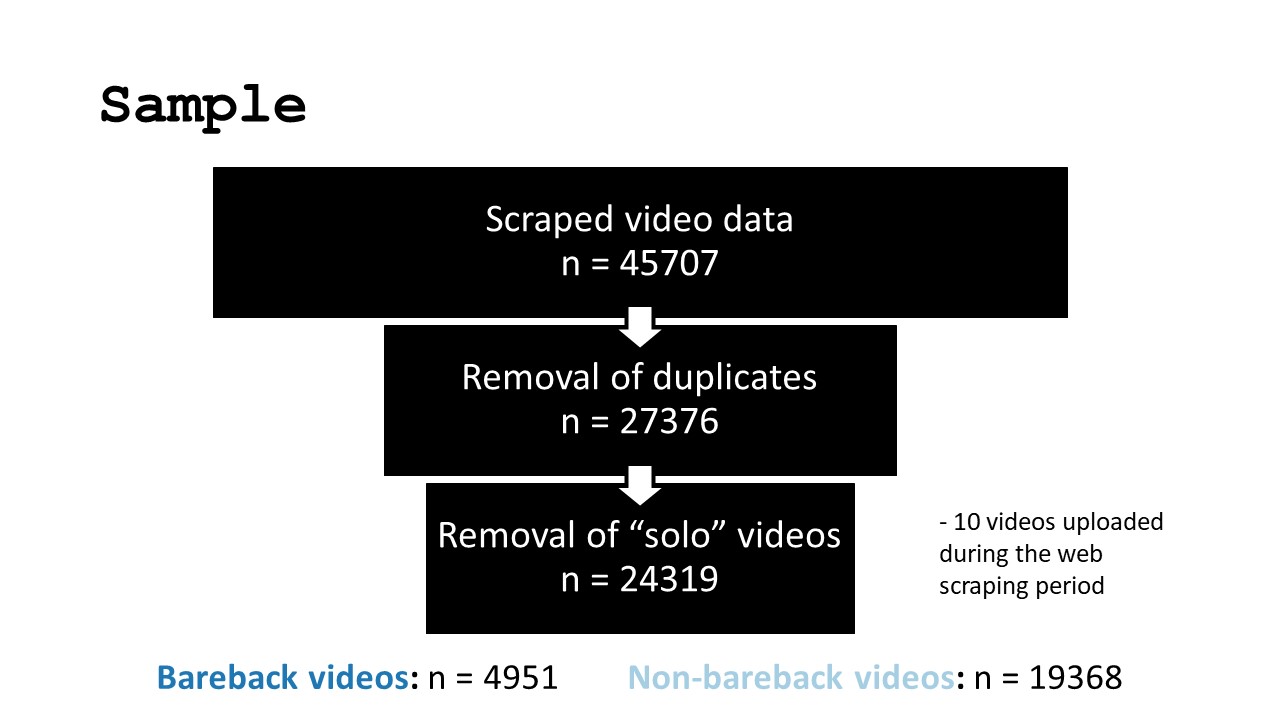 Sample
Scraped video data
n = 45707
Removal of duplicates
n = 27376
Removal of “solo” videos
n = 24319
- 10 videos uploaded
during the web
scraping period
Bareback videos: n = 4951
Non-bareback videos: n = 19368